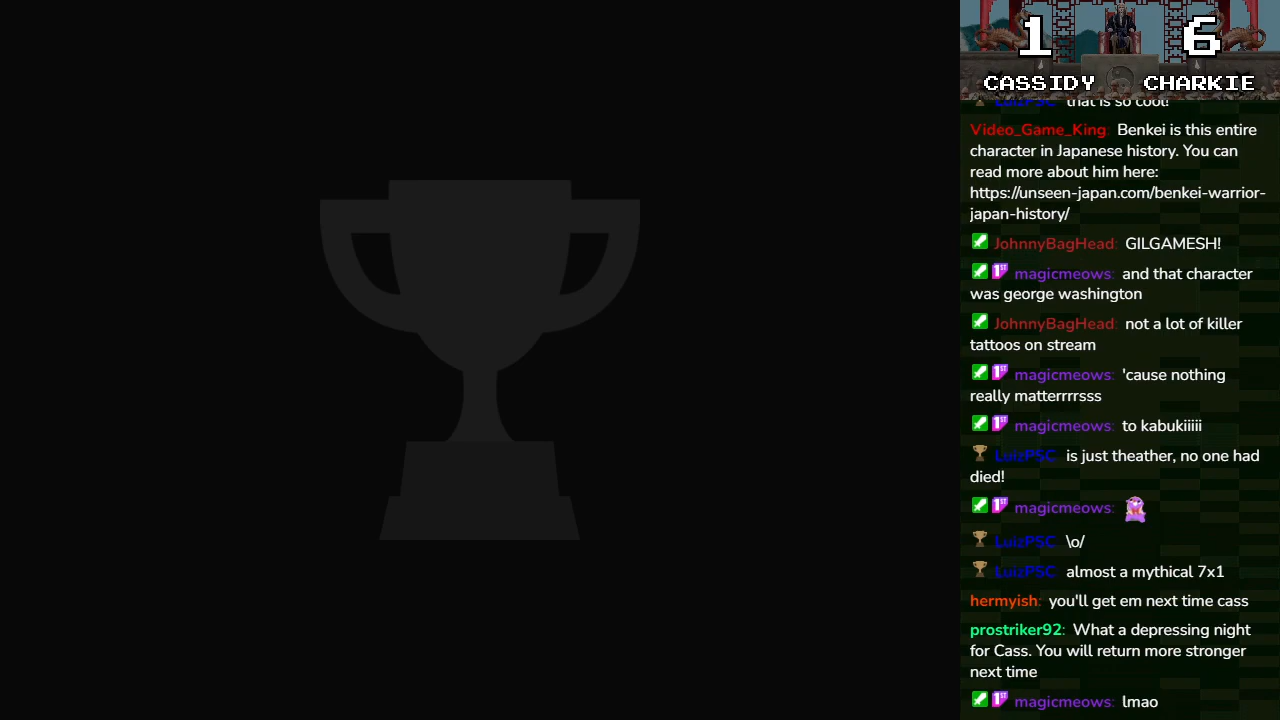 1 6
CASSIDY CHARKIE
LuizPSC: that is so cool!
Video_Game_King: Benkei is this entire
character in Japanese history. You can
read more about him here:
https://unseen-japan.com/benkei-warrior-
japan-history/
JohnnyBagHead: GILGAMESH!
magicmeows: and that character
was george washington
JohnnyBagHead: not a lot of killer
tattoos on stream
magicmeows: 'cause nothing
really matterrrrsss
magicmeows: to kabukiiiii
LuizPSC: is just theather, no one had
died!
magicmeows:
LuizPSC: \o/
LuizPSC: almost a mythical 7x1
hermyish: you'll get em next time cass
prostriker92: What a depressing night
for Cass. You will return more stronger
next time
magicmeows: lmao